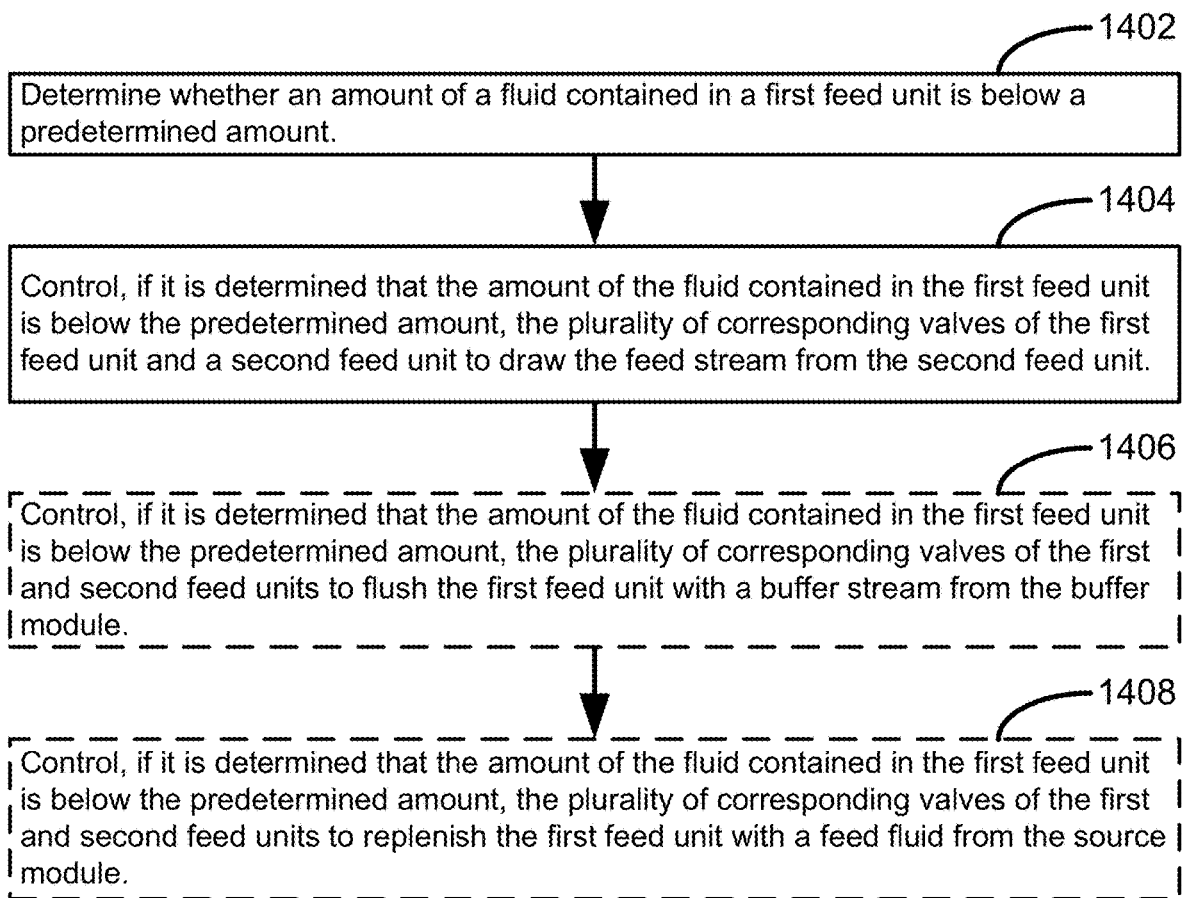 1402
Determine whether an amount of a fluid contained in a first feed unit is below a
predetermined amount.
1404
Control, if it is determined that the amount of the fluid contained in the first feed unit
is below the predetermined amount, the plurality of corresponding valves of the first
feed unit and a second feed unit to draw the feed stream from the second feed unit.
1406
Control, if it is determined that the amount of the fluid contained in the first feed unit
is below the predetermined amount, the plurality of corresponding valves of the first
and second feed units to flush the first feed unit with a buffer stream from the buffer
module.
1408
Control, if it is determined that the amount of the fluid contained in the first feed unit
is below the predetermined amount, the plurality of corresponding valves of the first
and second feed units to replenish the first feed unit with a feed fluid from the source
module.